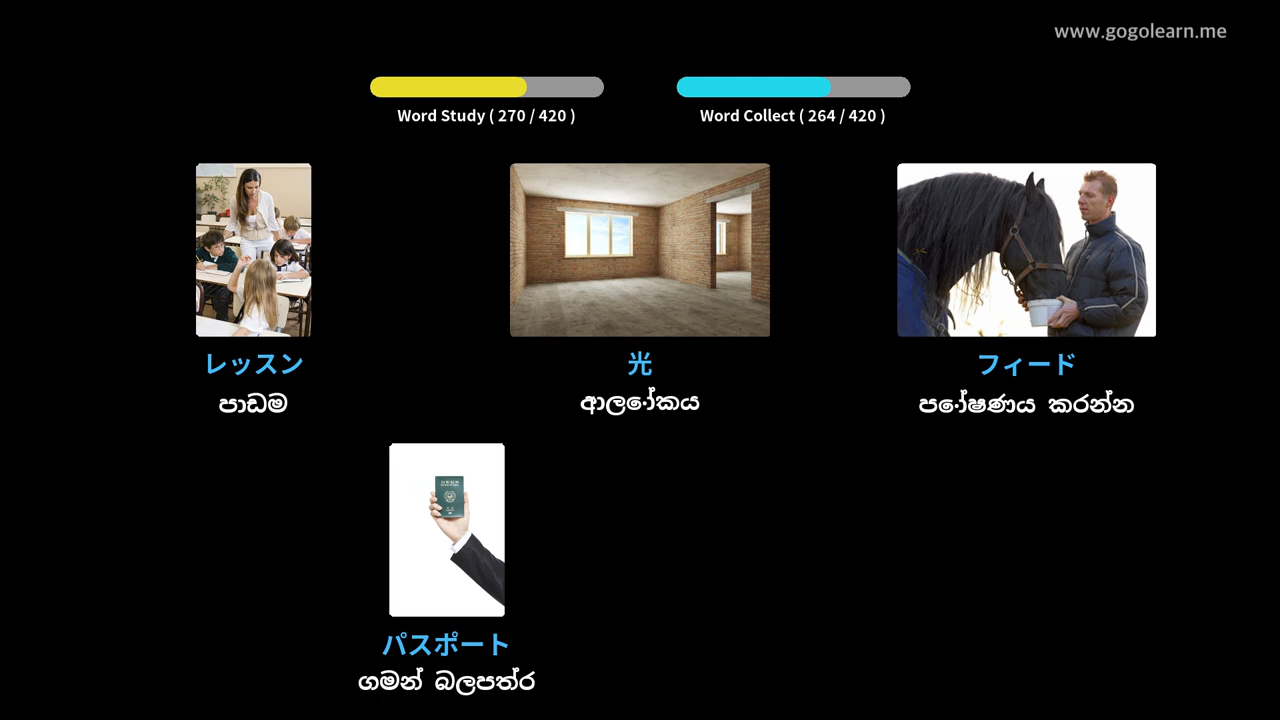 www.gogolearn.me
Word Study ( 270 / 420 )
Word Collect ( 264 / 420 )
レッスン
පාඩම
光
ආලෝකය
フィード
පෝෂණය කරන්න
パスポート
ගමන් බලපත්ර